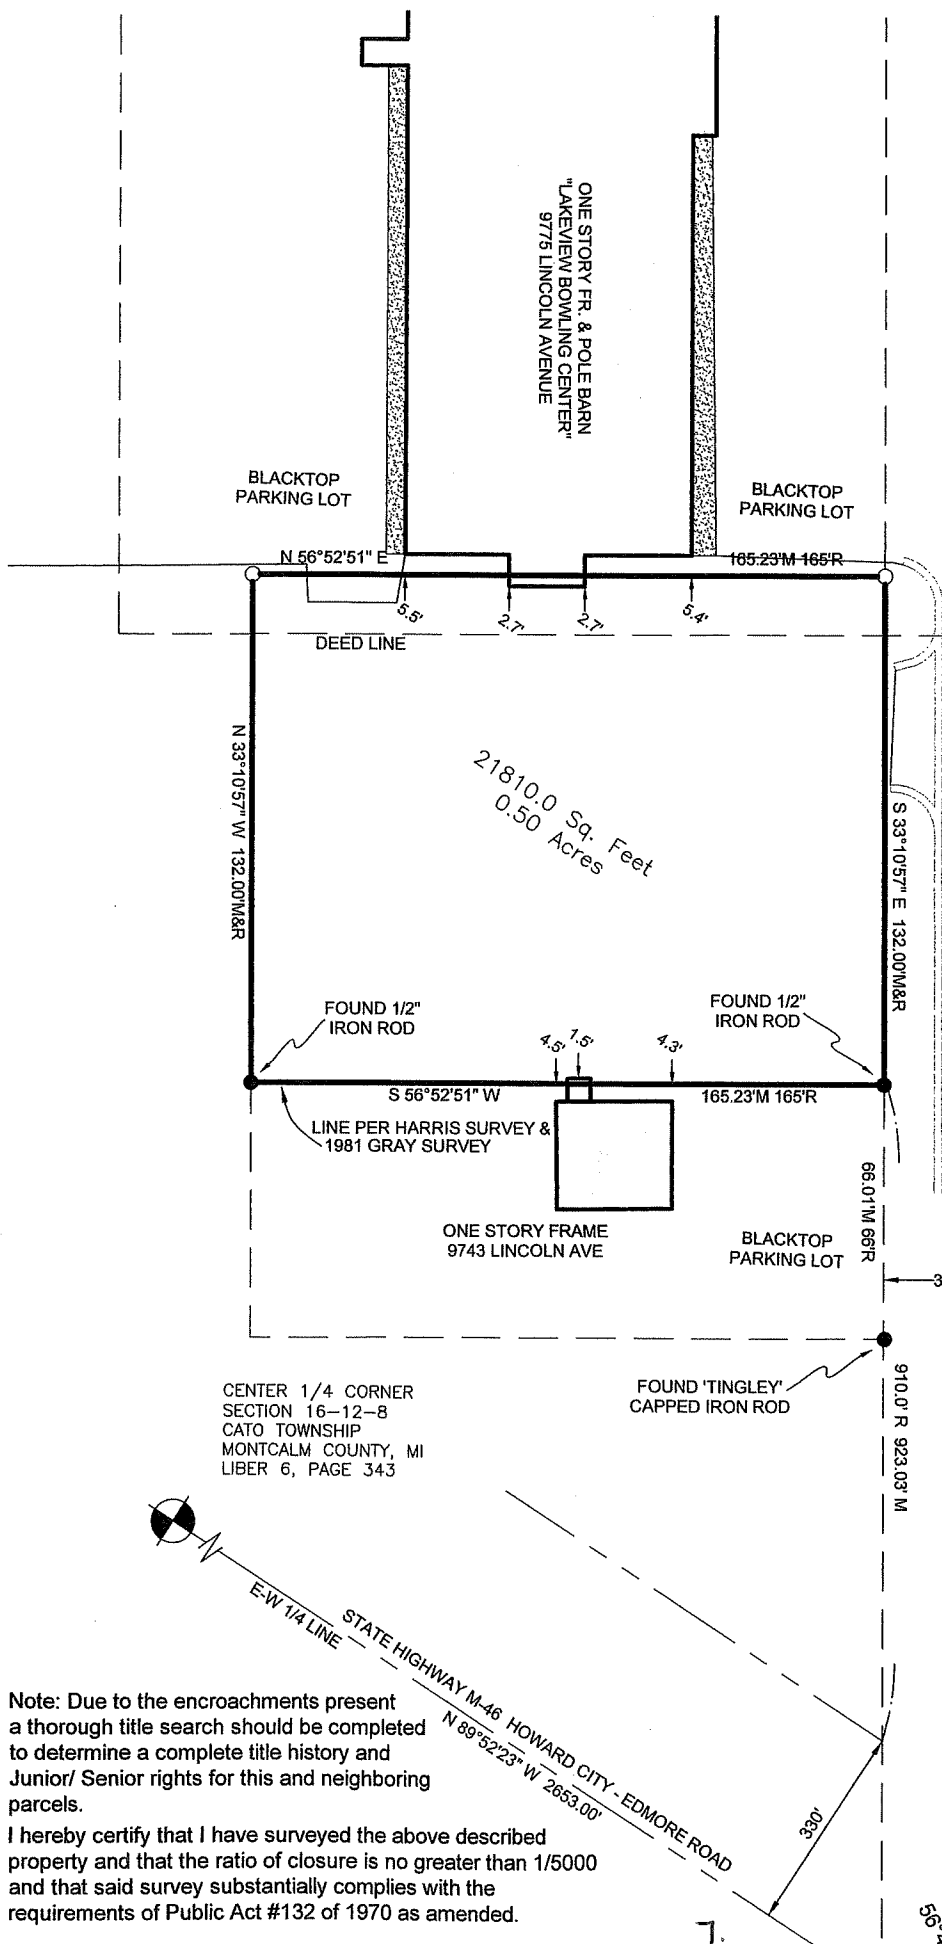 ONE STORY FR. & POLE BARN
"LAKEVIEW BOWLING CENTER"
9775 LINCOLN AVENUE
BLACKTOP
PARKING LOT
BLACKTOP
PARKING LOT
N 56°52'51" E
165.23'M 165'R
5.5'
2.7'
2.7'
5.4'
DEED LINE
N 33°10'57" W 132.00'M&R
21810.0 Sq. Feet
0.50 Acres
S 33°10'57" E 132.00'M&R
FOUND 1/2"
IRON ROD
FOUND 1/2"
IRON ROD
4.5'
1.5'
4.3'
S 56°52'51" W
165.23'M 165'R
LINE PER HARRIS SURVEY &
1981 GRAY SURVEY
ONE STORY FRAME
9743 LINCOLN AVE
BLACKTOP
PARKING LOT
66.01'M 66'R
3
FOUND 'TINGLEY'
CAPPED IRON ROD
910.0' R 923.03' M
CENTER 1/4 CORNER
SECTION 16-12-8
CATO TOWNSHIP
MONTCALM COUNTY, MI
LIBER 6, PAGE 343
E-W 1/4 LINE
STATE HIGHWAY M-46 HOWARD CITY - EDMORE ROAD
N 89°52'23" W 2653.00'
330'
Note: Due to the encroachments present
a thorough title search should be completed
to determine a complete title history and
Junior/ Senior rights for this and neighboring
parcels.
I hereby certify that I have surveyed the above described
property and that the ratio of closure is no greater than 1/5000
and that said survey substantially complies with the
requirements of Public Act #132 of 1970 as amended.